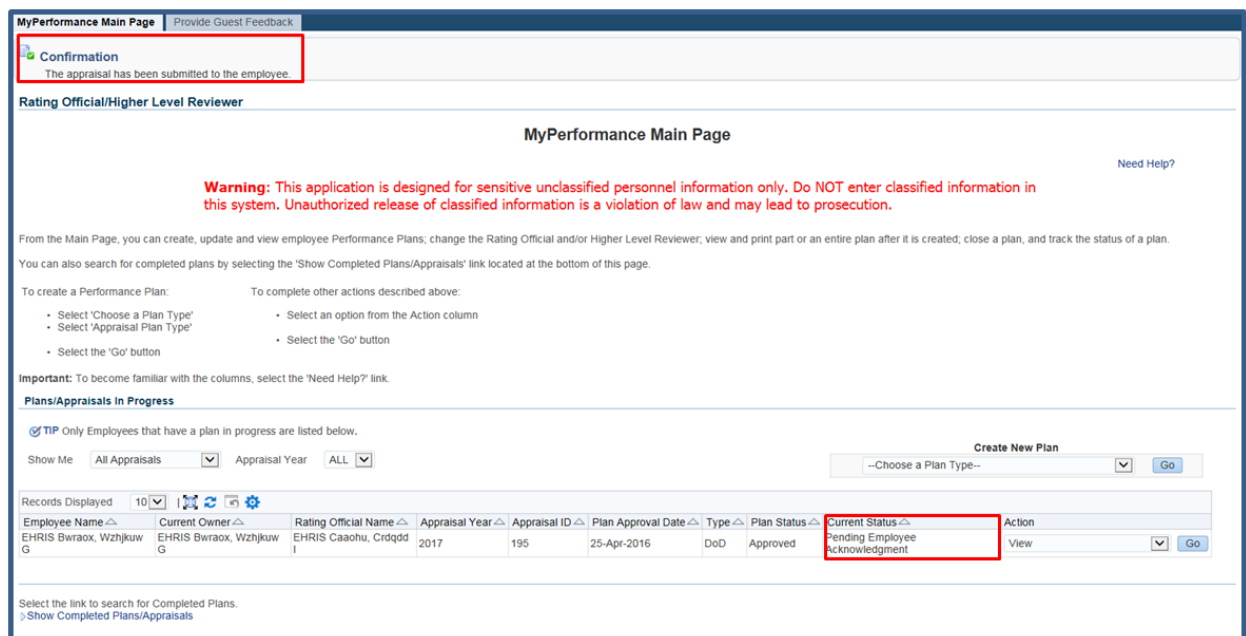 MyPerformance Main Page
Provide Guest Feedback
Confirmation
The appraisal has been submitted to the employee.
Rating Official/Higher Level Reviewer
MyPerformance Main Page
Need Help?
Warning: This application is designed for sensitive unclassified personnel information only. Do NOT enter classified information in
this system. Unauthorized release of classified information is a violation of law and may lead to prosecution.
From the Main Page, you can create, update and view employee Performance Plans; change the Rating Official and/or Higher Level Reviewer; view and print part or an entire plan after it is created; close a plan, and track the status of a plan.
You can also search for completed plans by selecting the 'Show Completed Plans/Appraisals' link located at the bottom of this page.
To create a Performance Plan:
• Select 'Choose a Plan Type'
• Select 'Appraisal Plan Type'
• Select the 'Go' button
To complete other actions described above:
• Select an option from the Action column
• Select the 'Go' button
Important: To become familiar with the columns, select the 'Need Help?' link.
Plans/Appraisals In Progress
TIP Only Employees that have a plan in progress are listed below.
Show Me All Appraisals Appraisal Year ALL
Create New Plan
--Choose a Plan Type-- Go
Records Displayed 10
Employee Name Current Owner Rating Official Name Appraisal Year Appraisal ID Plan Approval Date Type Plan Status Current Status Action
EHRIS Bwraox, Wzhjkuw EHRIS Bwraox, Wzhjkuw EHRIS Caaohu, Crdqdd 2017 195 25-Apr-2016 DoD Approved Pending Employee View Go
G G I Acknowledgment
Select the link to search for Completed Plans.
Show Completed Plans/Appraisals